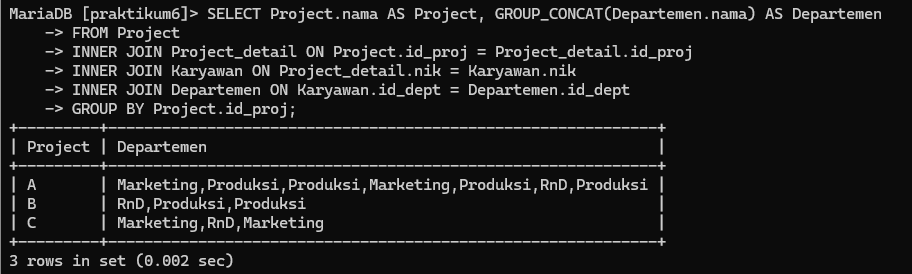 MariaDB [praktikum6]> SELECT Project.nama AS Project, GROUP_CONCAT(Departemen.nama) AS Departemen
    -> FROM Project
    -> INNER JOIN Project_detail ON Project.id_proj = Project_detail.id_proj
    -> INNER JOIN Karyawan ON Project_detail.nik = Karyawan.nik
    -> INNER JOIN Departemen ON Karyawan.id_dept = Departemen.id_dept
    -> GROUP BY Project.id_proj;
+---------+----------------------------------------------------------+
| Project | Departemen                                               |
+---------+----------------------------------------------------------+
| A       | Marketing,Produksi,Produksi,Marketing,Produksi,RnD,Produksi |
| B       | RnD,Produksi,Produksi                                    |
| C       | Marketing,RnD,Marketing                                  |
+---------+----------------------------------------------------------+
3 rows in set (0.002 sec)